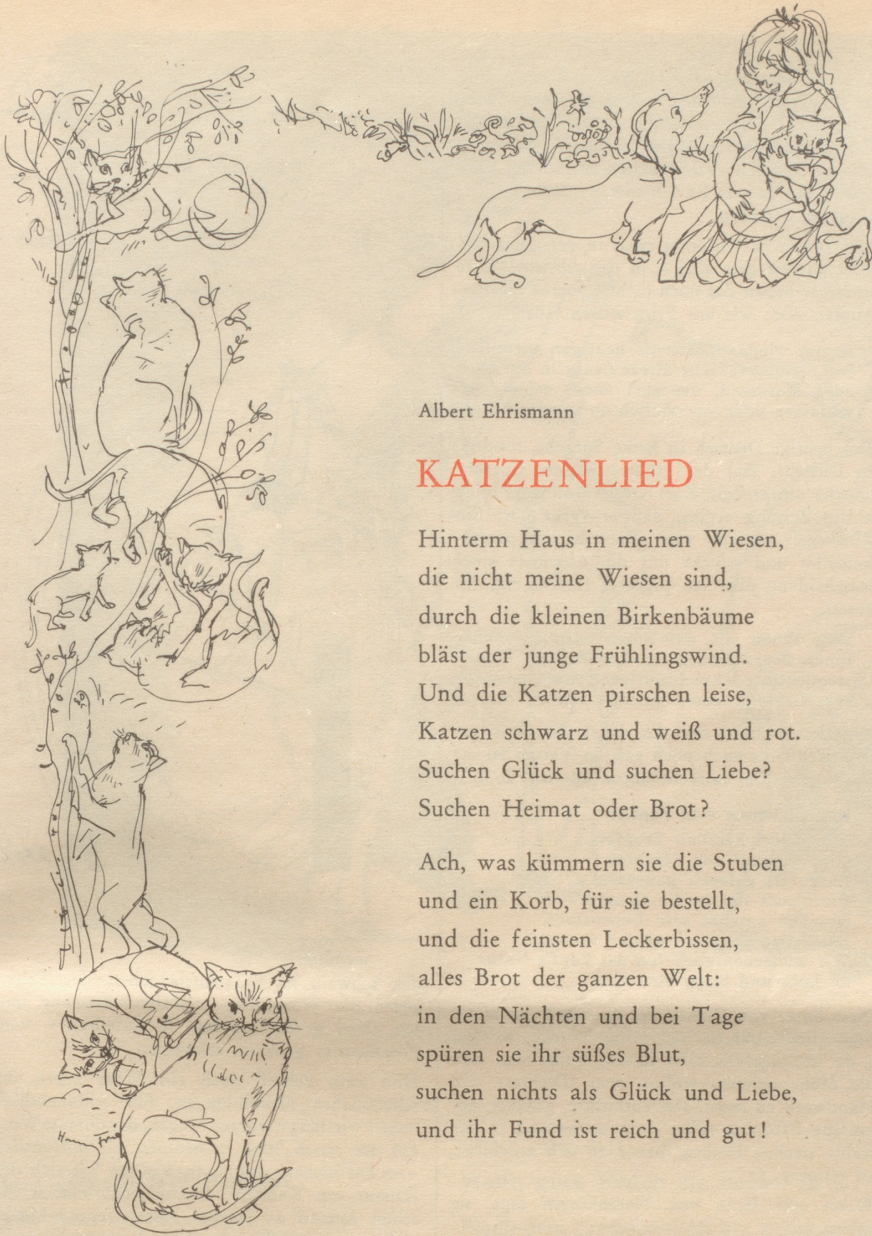 Albert Ehrismann
KATZENLIED
Hinterm Haus in meinen Wiesen,
die nicht meine Wiesen sind,
durch die kleinen Birkenbäume
bläst der junge Frühlingswind.
Und die Katzen pirschen leise,
Katzen schwarz und weiß und rot.
Suchen Glück und suchen Liebe?
Suchen Heimat oder Brot?
Ach, was kümmern sie die Stuben
und ein Korb, für sie bestellt,
und die feinsten Leckerbissen,
alles Brot der ganzen Welt:
in den Nächten und bei Tage
spüren sie ihr süßes Blut,
suchen nichts als Glück und Liebe,
und ihr Fund ist reich und gut!